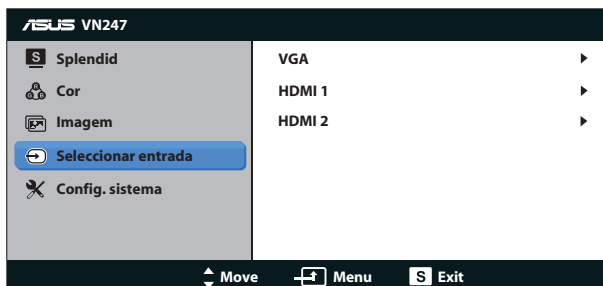 ASUS VN247
S Splendid
Cor
Imagem
Seleccionar entrada
Config. sistema
VGA
HDMI 1
HDMI 2
Move Menu S Exit